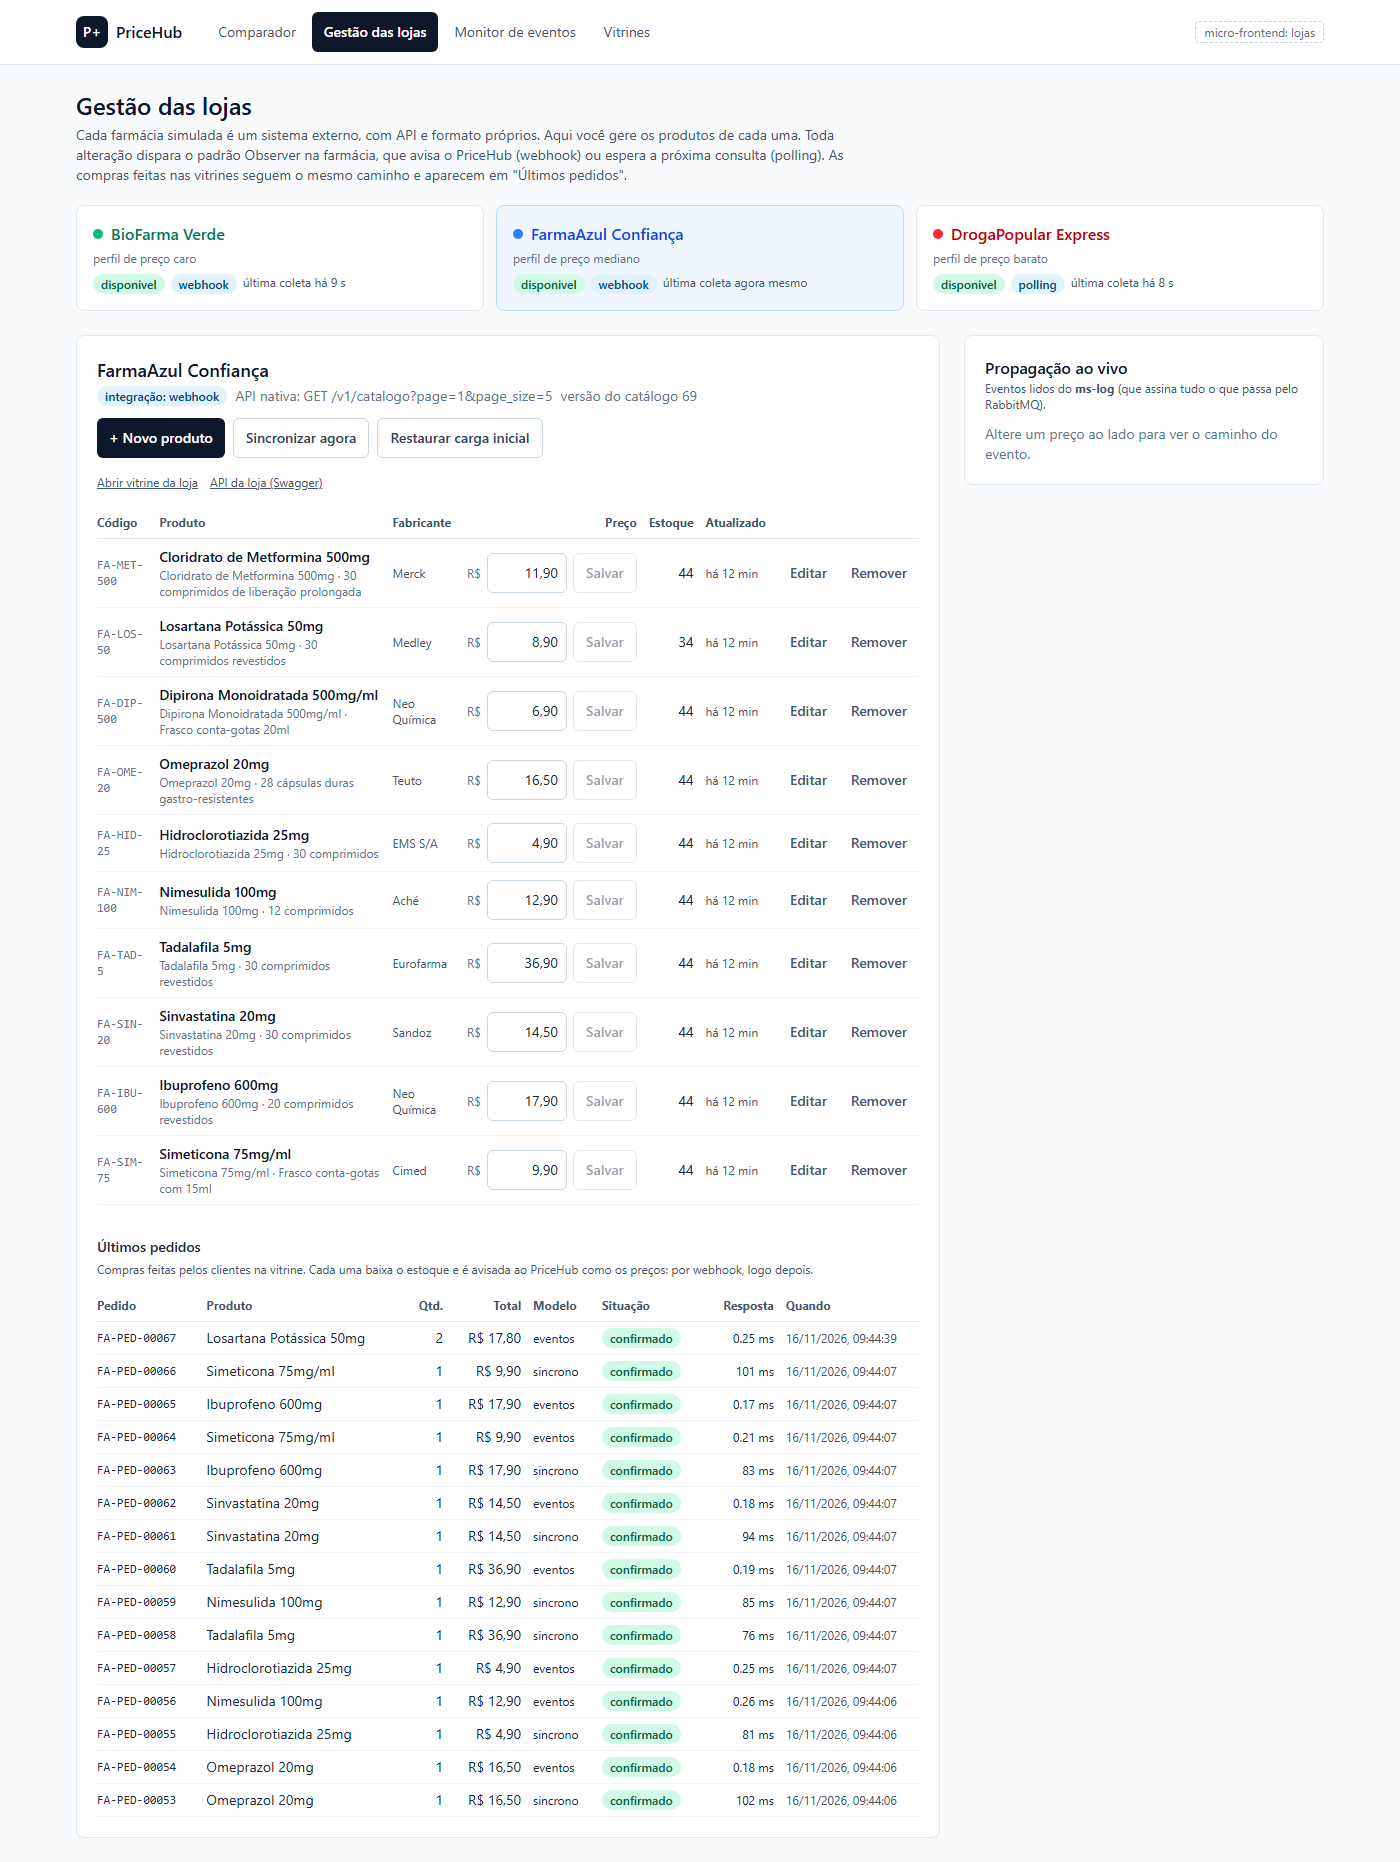 P+ PriceHub Comparador Gestão das lojas Monitor de eventos Vitrines micro-frontend: lojas
Gestão das lojas
Cada farmácia simulada é um sistema externo, com API e formato próprios. Aqui você gere os produtos de cada uma. Toda
alteração dispara o padrão Observer na farmácia, que avisa o PriceHub (webhook) ou espera a próxima consulta (polling). As
compras feitas nas vitrines seguem o mesmo caminho e aparecem em "Últimos pedidos".
BioFarma Verde
perfil de preço caro
disponivel webhook última coleta há 9 s
FarmaAzul Confiança
perfil de preço mediano
disponivel webhook última coleta agora mesmo
DrogaPopular Express
perfil de preço barato
disponivel polling última coleta há 8 s
FarmaAzul Confiança
integração: webhook API nativa: GET /v1/catalogo?page=1&page_size=5 versão do catálogo 69
+ Novo produto Sincronizar agora Restaurar carga inicial
Abrir vitrine da loja API da loja (Swagger)
Código Produto Fabricante Preço Estoque Atualizado
FA-MET-
500
Cloridrato de Metformina 500mg
Cloridrato de Metformina 500mg · 30
comprimidos de liberação prolongada
Merck R$ 11,90 Salvar 44 há 12 min Editar Remover
FA-LOS-
50
Losartana Potássica 50mg
Losartana Potássica 50mg · 30
comprimidos revestidos
Medley R$ 8,90 Salvar 34 há 12 min Editar Remover
FA-DIP-
500
Dipirona Monoidratada 500mg/ml
Dipirona Monoidratada 500mg/ml ·
Frasco conta-gotas 20ml
Neo
Química
R$ 6,90 Salvar 44 há 12 min Editar Remover
FA-OME-
20
Omeprazol 20mg
Omeprazol 20mg · 28 cápsulas duras
gastro-resistentes
Teuto R$ 16,50 Salvar 44 há 12 min Editar Remover
FA-HID-
25
Hidroclorotiazida 25mg
Hidroclorotiazida 25mg · 30 comprimidos
EMS S/A R$ 4,90 Salvar 44 há 12 min Editar Remover
FA-NIM-
100
Nimesulida 100mg
Nimesulida 100mg · 12 comprimidos
Aché R$ 12,90 Salvar 44 há 12 min Editar Remover
FA-TAD-
5
Tadalafila 5mg
Tadalafila 5mg · 30 comprimidos
revestidos
Eurofarma R$ 36,90 Salvar 44 há 12 min Editar Remover
FA-SIN-
20
Sinvastatina 20mg
Sinvastatina 20mg · 30 comprimidos
revestidos
Sandoz R$ 14,50 Salvar 44 há 12 min Editar Remover
FA-IBU-
600
Ibuprofeno 600mg
Ibuprofeno 600mg · 20 comprimidos
revestidos
Neo
Química
R$ 17,90 Salvar 44 há 12 min Editar Remover
FA-SIM-
75
Simeticona 75mg/ml
Simeticona 75mg/ml · Frasco conta-gotas
com 15ml
Cimed R$ 9,90 Salvar 44 há 12 min Editar Remover
Últimos pedidos
Compras feitas pelos clientes na vitrine. Cada uma baixa o estoque e é avisada ao PriceHub como os preços: por webhook, logo depois.
Pedido Produto Qtd. Total Modelo Situação Resposta Quando
FA-PED-00067 Losartana Potássica 50mg 2 R$ 17,80 eventos confirmado 0.25 ms 16/11/2026, 09:44:39
FA-PED-00066 Simeticona 75mg/ml 1 R$ 9,90 sincrono confirmado 101 ms 16/11/2026, 09:44:07
FA-PED-00065 Ibuprofeno 600mg 1 R$ 17,90 eventos confirmado 0.17 ms 16/11/2026, 09:44:07
FA-PED-00064 Simeticona 75mg/ml 1 R$ 9,90 eventos confirmado 0.21 ms 16/11/2026, 09:44:07
FA-PED-00063 Ibuprofeno 600mg 1 R$ 17,90 sincrono confirmado 83 ms 16/11/2026, 09:44:07
FA-PED-00062 Sinvastatina 20mg 1 R$ 14,50 eventos confirmado 0.18 ms 16/11/2026, 09:44:07
FA-PED-00061 Sinvastatina 20mg 1 R$ 14,50 sincrono confirmado 94 ms 16/11/2026, 09:44:07
FA-PED-00060 Tadalafila 5mg 1 R$ 36,90 eventos confirmado 0.19 ms 16/11/2026, 09:44:07
FA-PED-00059 Nimesulida 100mg 1 R$ 12,90 sincrono confirmado 85 ms 16/11/2026, 09:44:07
FA-PED-00058 Tadalafila 5mg 1 R$ 36,90 sincrono confirmado 76 ms 16/11/2026, 09:44:07
FA-PED-00057 Hidroclorotiazida 25mg 1 R$ 4,90 eventos confirmado 0.25 ms 16/11/2026, 09:44:07
FA-PED-00056 Nimesulida 100mg 1 R$ 12,90 eventos confirmado 0.26 ms 16/11/2026, 09:44:06
FA-PED-00055 Hidroclorotiazida 25mg 1 R$ 4,90 sincrono confirmado 81 ms 16/11/2026, 09:44:06
FA-PED-00054 Omeprazol 20mg 1 R$ 16,50 eventos confirmado 0.18 ms 16/11/2026, 09:44:06
FA-PED-00053 Omeprazol 20mg 1 R$ 16,50 sincrono confirmado 102 ms 16/11/2026, 09:44:06
Propagação ao vivo
Eventos lidos do ms-log (que assina tudo o que passa pelo
RabbitMQ).
Altere um preço ao lado para ver o caminho do
evento.